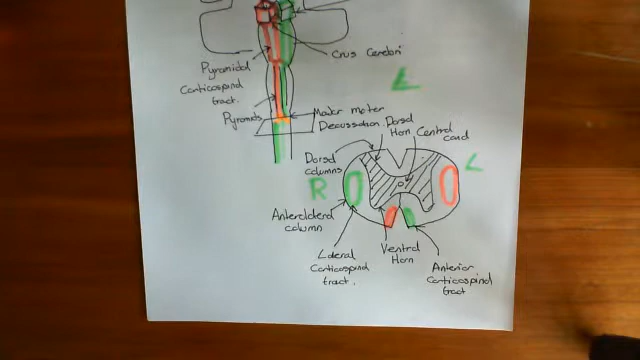 Crus Cerebri
Pyramidal
Corticospinal
tract.
L
Pyramids
Major motor
Decussation
Dorsal
Horn
Central
canal
Dorsal
columns
L
R
Anterolateral
column
Lateral
Corticospinal
tract.
Ventral
Horn
Anterior
Corticospinal
tract